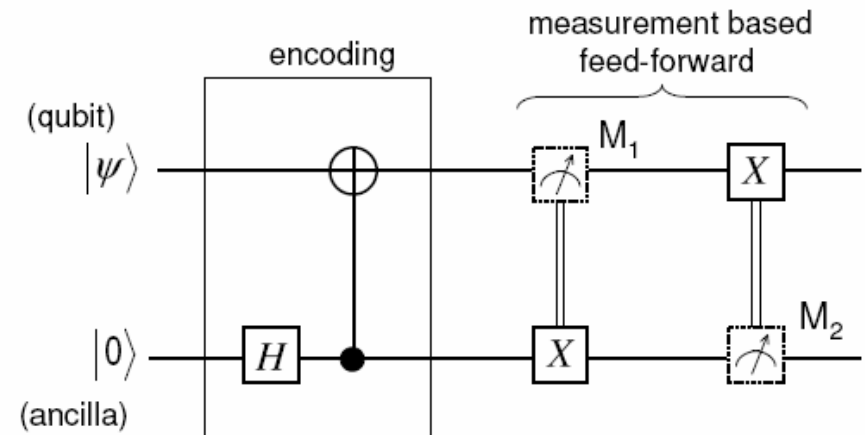 encoding
measurement based
feed-forward
(qubit)
|ψ⟩
M₁
X
|0⟩
H
X
M₂
(ancilla)